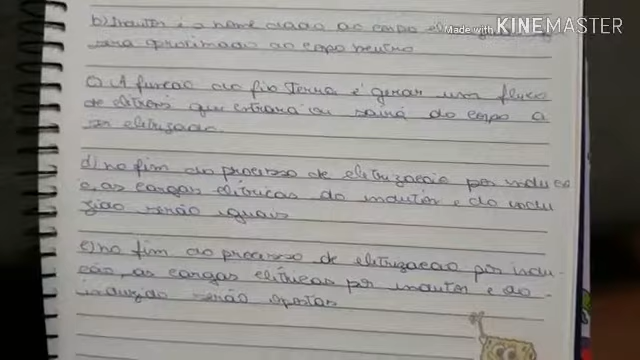 Made with KINEMASTER
b) Indutor é o nome dado ao corpo
será aproximado ao corpo neutro
c) A função do fio Terra é gerar um fluxo
de elétrons que entrará ou sairá do corpo a
ser eletrizado
d) no fim do processo de eletrização por indução
as cargas elétricas do indutor e do indu
zido serão iguais
e) no fim do processo de eletrização por indu-
ção, as cargas elétricas por indutor e do
induzido serão opostas